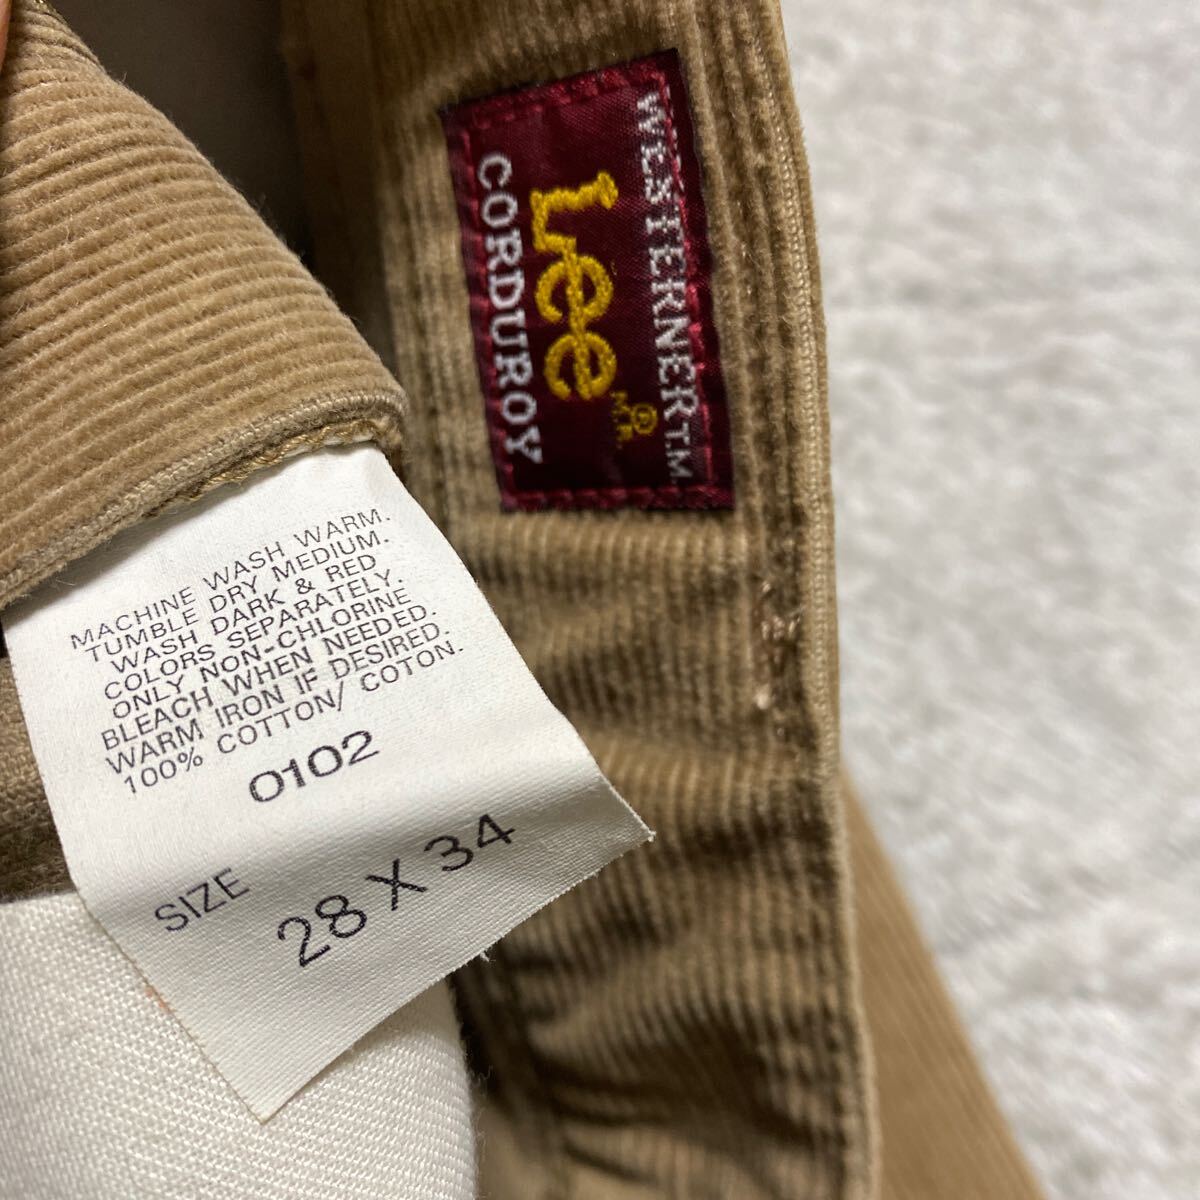 WESTERNER T.M.
Lee ® M.R.
CORDUROY
MACHINE WASH WARM.
TUMBLE DRY MEDIUM.
WASH DARK & RED
COLORS SEPARATELY.
ONLY NON-CHLORINE
BLEACH WHEN NEEDED.
WARM IRON IF DESIRED.
100% COTTON/ COTON.
0102
SIZE 28 X 34